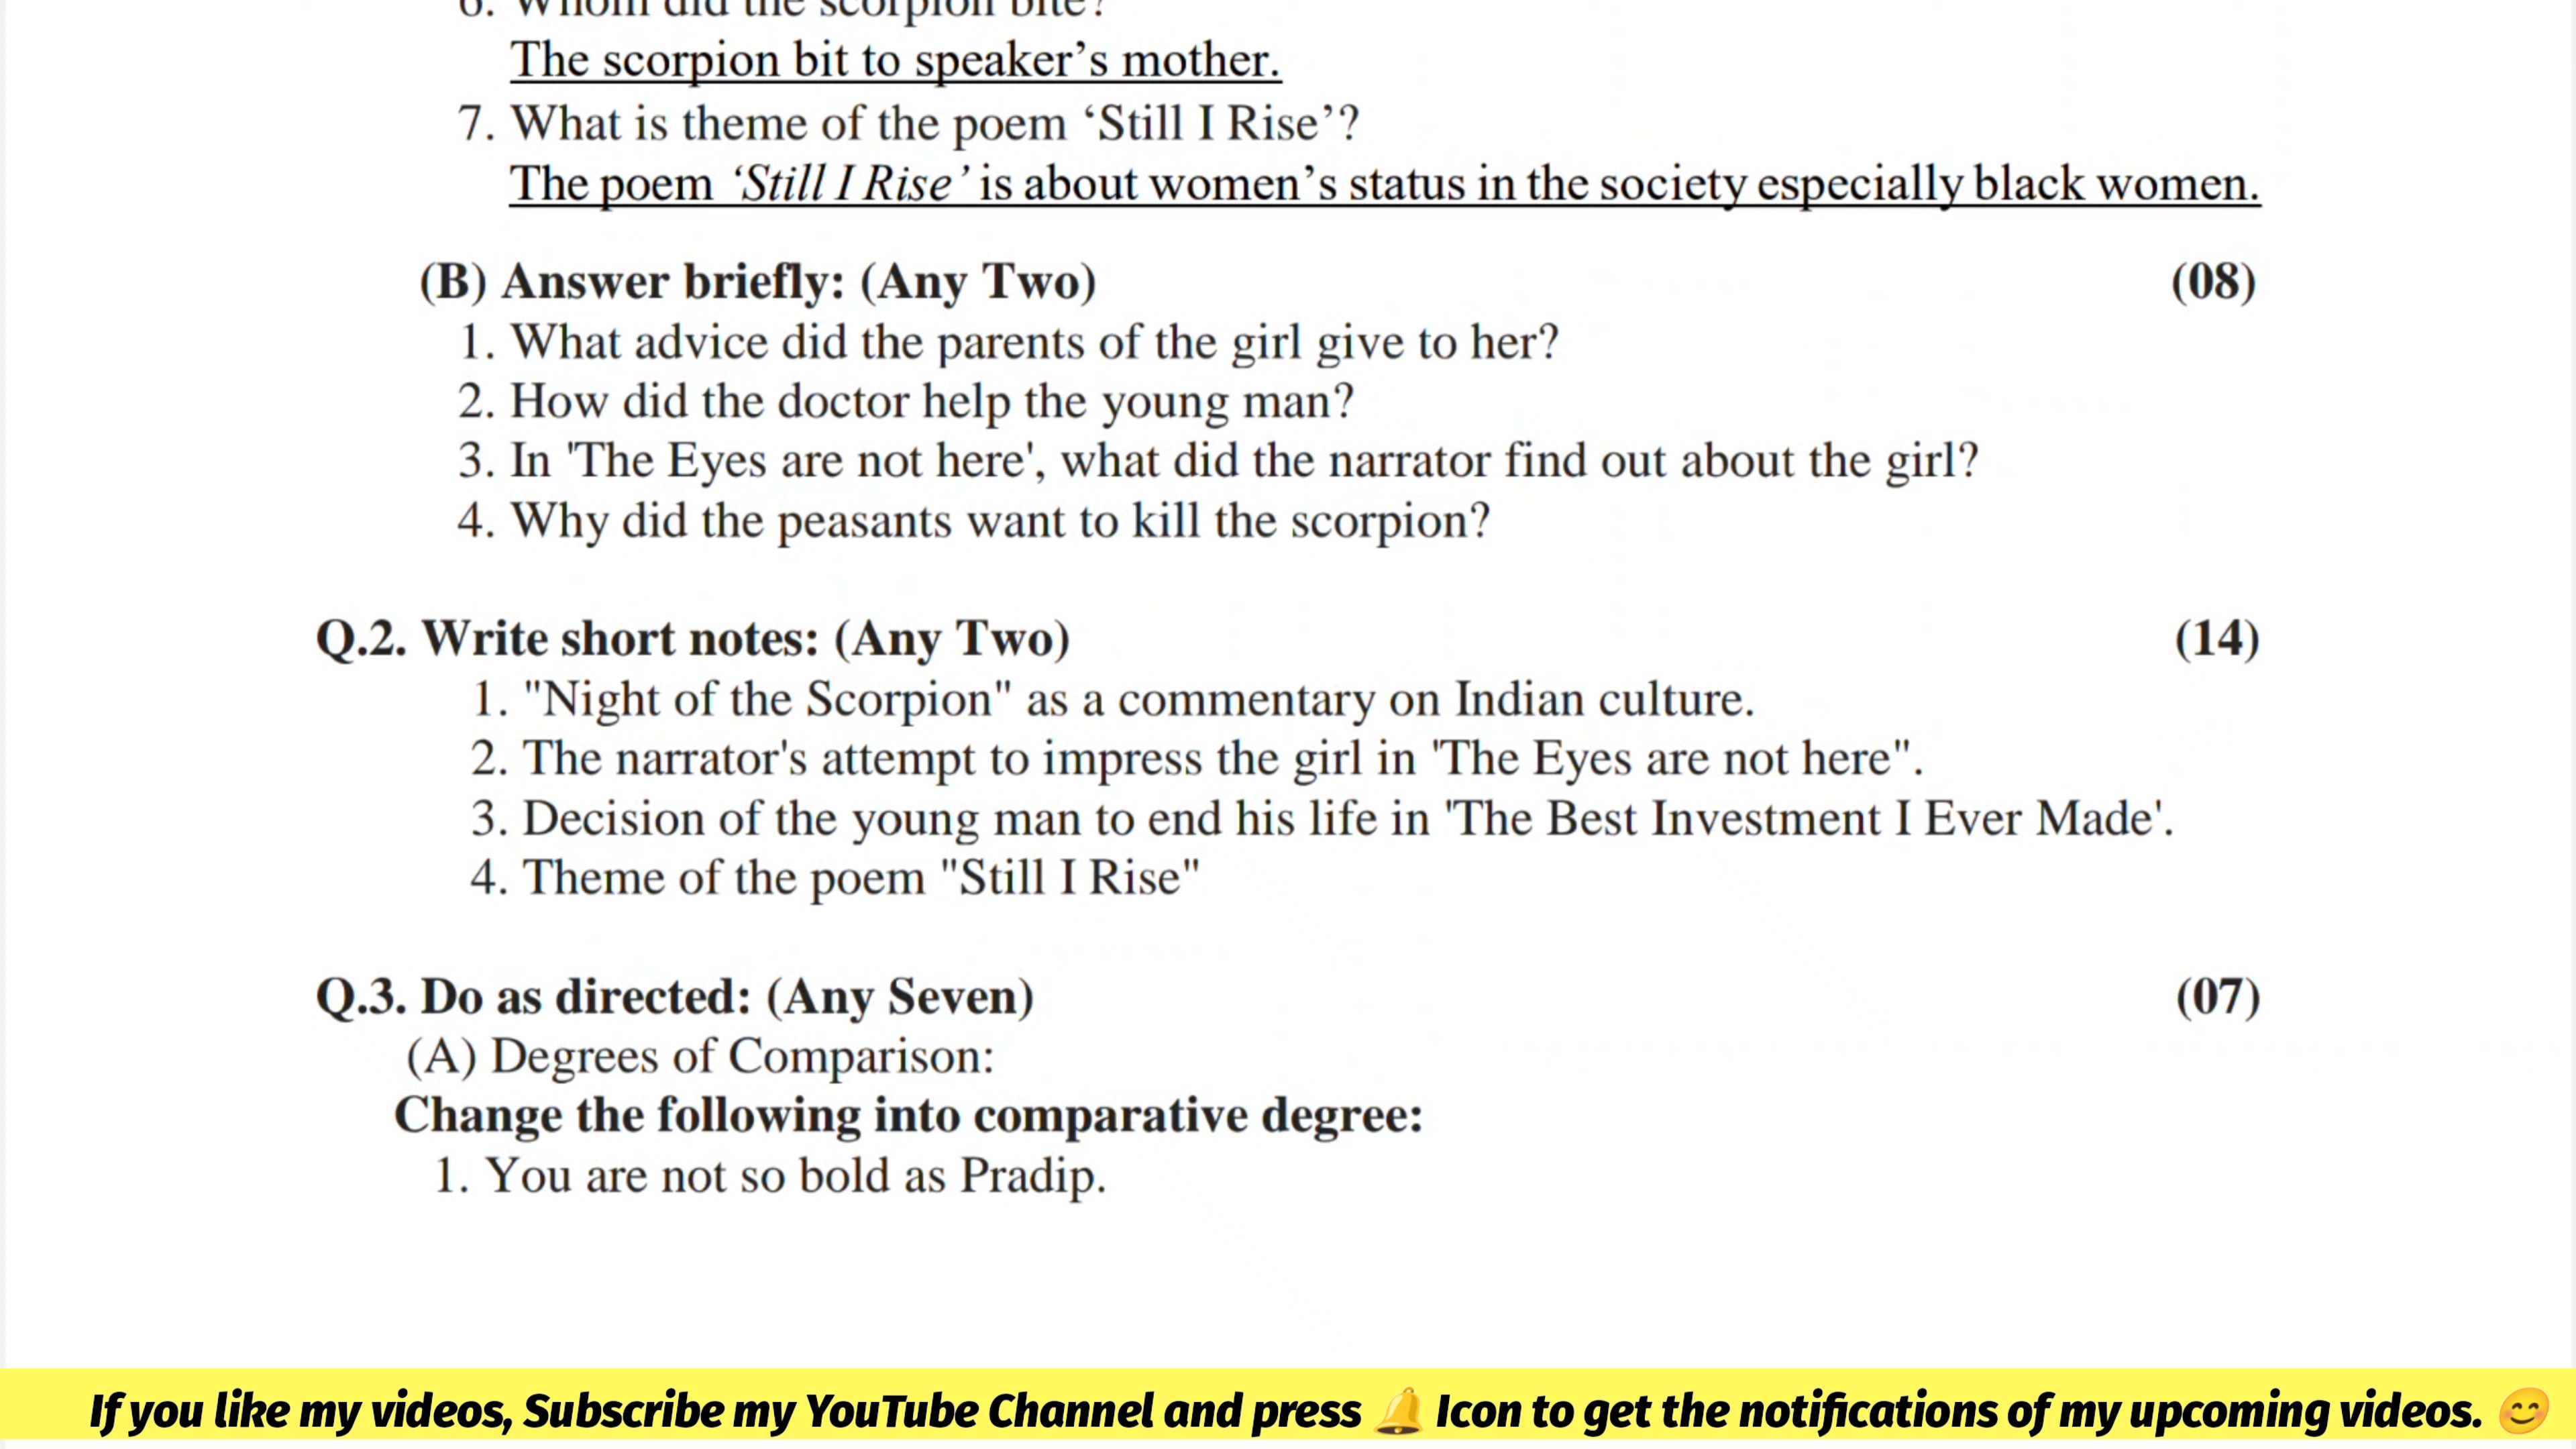 6. Whom did the scorpion bite?
The scorpion bit to speaker’s mother.
7. What is theme of the poem ‘Still I Rise’?
The poem ‘Still I Rise’ is about women’s status in the society especially black women.
(B) Answer briefly: (Any Two) (08)
1. What advice did the parents of the girl give to her?
2. How did the doctor help the young man?
3. In 'The Eyes are not here', what did the narrator find out about the girl?
4. Why did the peasants want to kill the scorpion?
Q.2. Write short notes: (Any Two) (14)
1. "Night of the Scorpion" as a commentary on Indian culture.
2. The narrator's attempt to impress the girl in 'The Eyes are not here".
3. Decision of the young man to end his life in 'The Best Investment I Ever Made'.
4. Theme of the poem "Still I Rise"
Q.3. Do as directed: (Any Seven) (07)
(A) Degrees of Comparison:
Change the following into comparative degree:
1. You are not so bold as Pradip.
If you like my videos, Subscribe my YouTube Channel and press 🔔 Icon to get the notifications of my upcoming videos. 😊